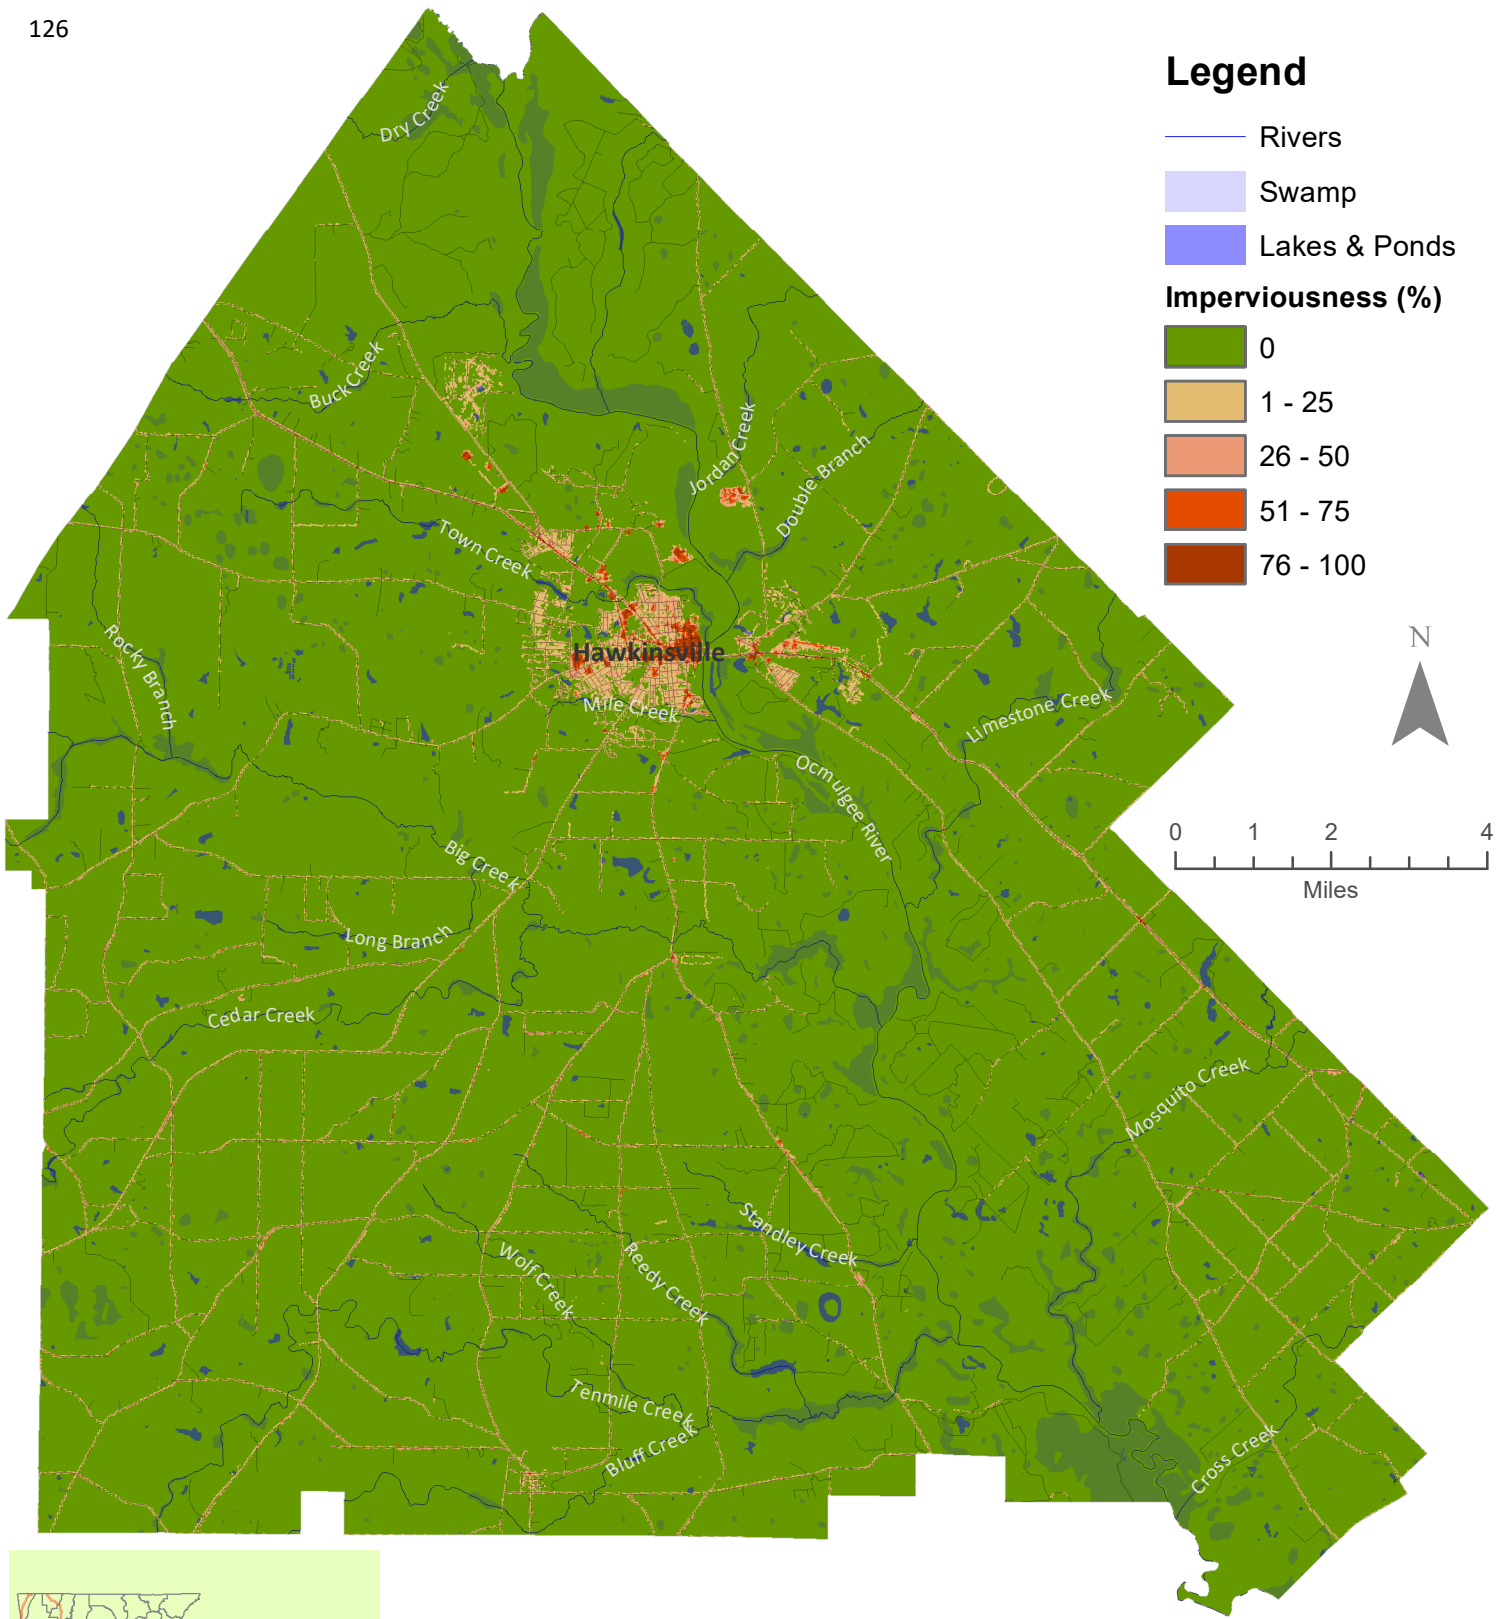 126
Legend
Rivers
Swamp
Lakes & Ponds
Imperviousness (%)
0
1 - 25
26 - 50
51 - 75
76 - 100
N
0 1 2 4
Miles
Dry Creek
Buck Creek
Jordan Creek
Double Branch
Town Creek
Rocky Branch
Hawkinsville
Mile Creek
Limestone Creek
Ocmulgee River
Big Creek
Long Branch
Cedar Creek
Mosquito Creek
Standley Creek
Wolf Creek
Reedy Creek
Tenmile Creek
Bluff Creek
Cross Creek